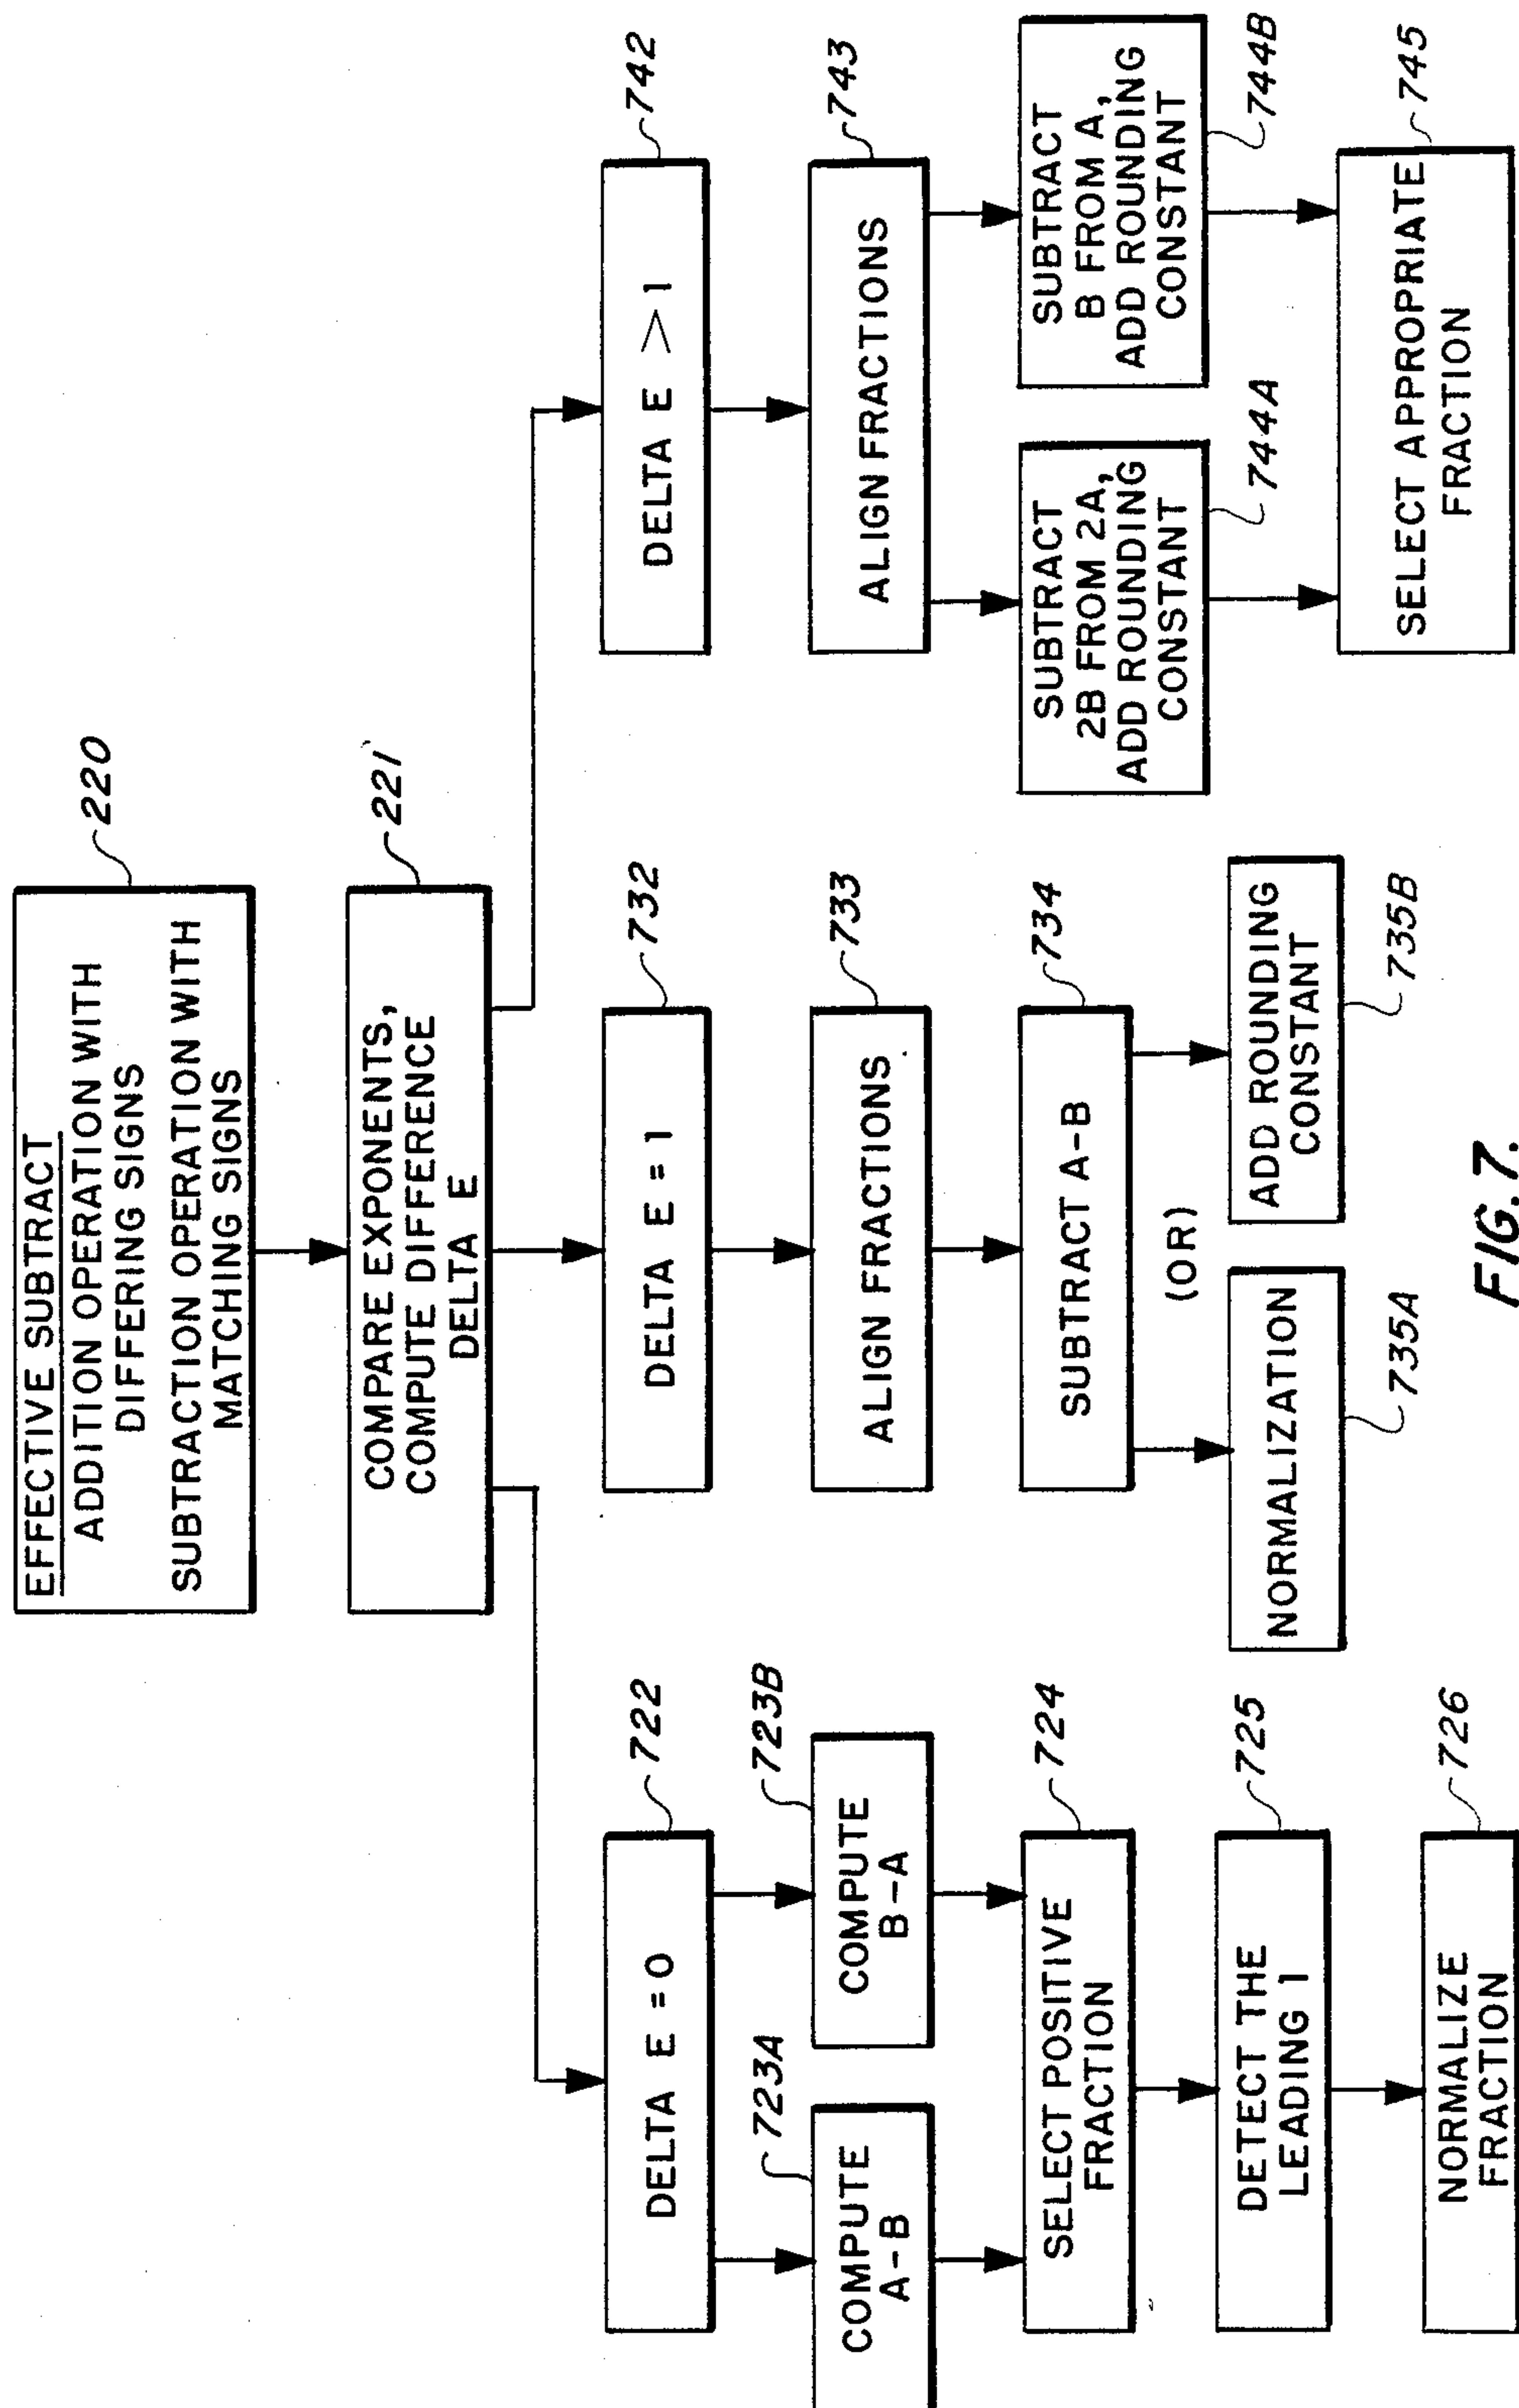 EFFECTIVE SUBTRACT
ADDITION OPERATION WITH
DIFFERING SIGNS
SUBTRACTION OPERATION WITH
MATCHING SIGNS
220
COMPARE EXPONENTS,
COMPUTE DIFFERENCE
DELTA E
221
DELTA E = 0
722
COMPUTE
A-B
723A
COMPUTE
B-A
723B
SELECT POSITIVE
FRACTION
724
DETECT THE
LEADING 1
725
NORMALIZE
FRACTION
726
DELTA E = 1
732
ALIGN FRACTIONS
733
SUBTRACT A-B
734
(OR)
NORMALIZATION
735A
ADD ROUNDING
CONSTANT
735B
DELTA E > 1
742
ALIGN FRACTIONS
743
SUBTRACT
2B FROM 2A,
ADD ROUNDING
CONSTANT
744A
SUBTRACT
B FROM A,
ADD ROUNDING
CONSTANT
744B
SELECT APPROPRIATE
FRACTION
745
FIG. 7.